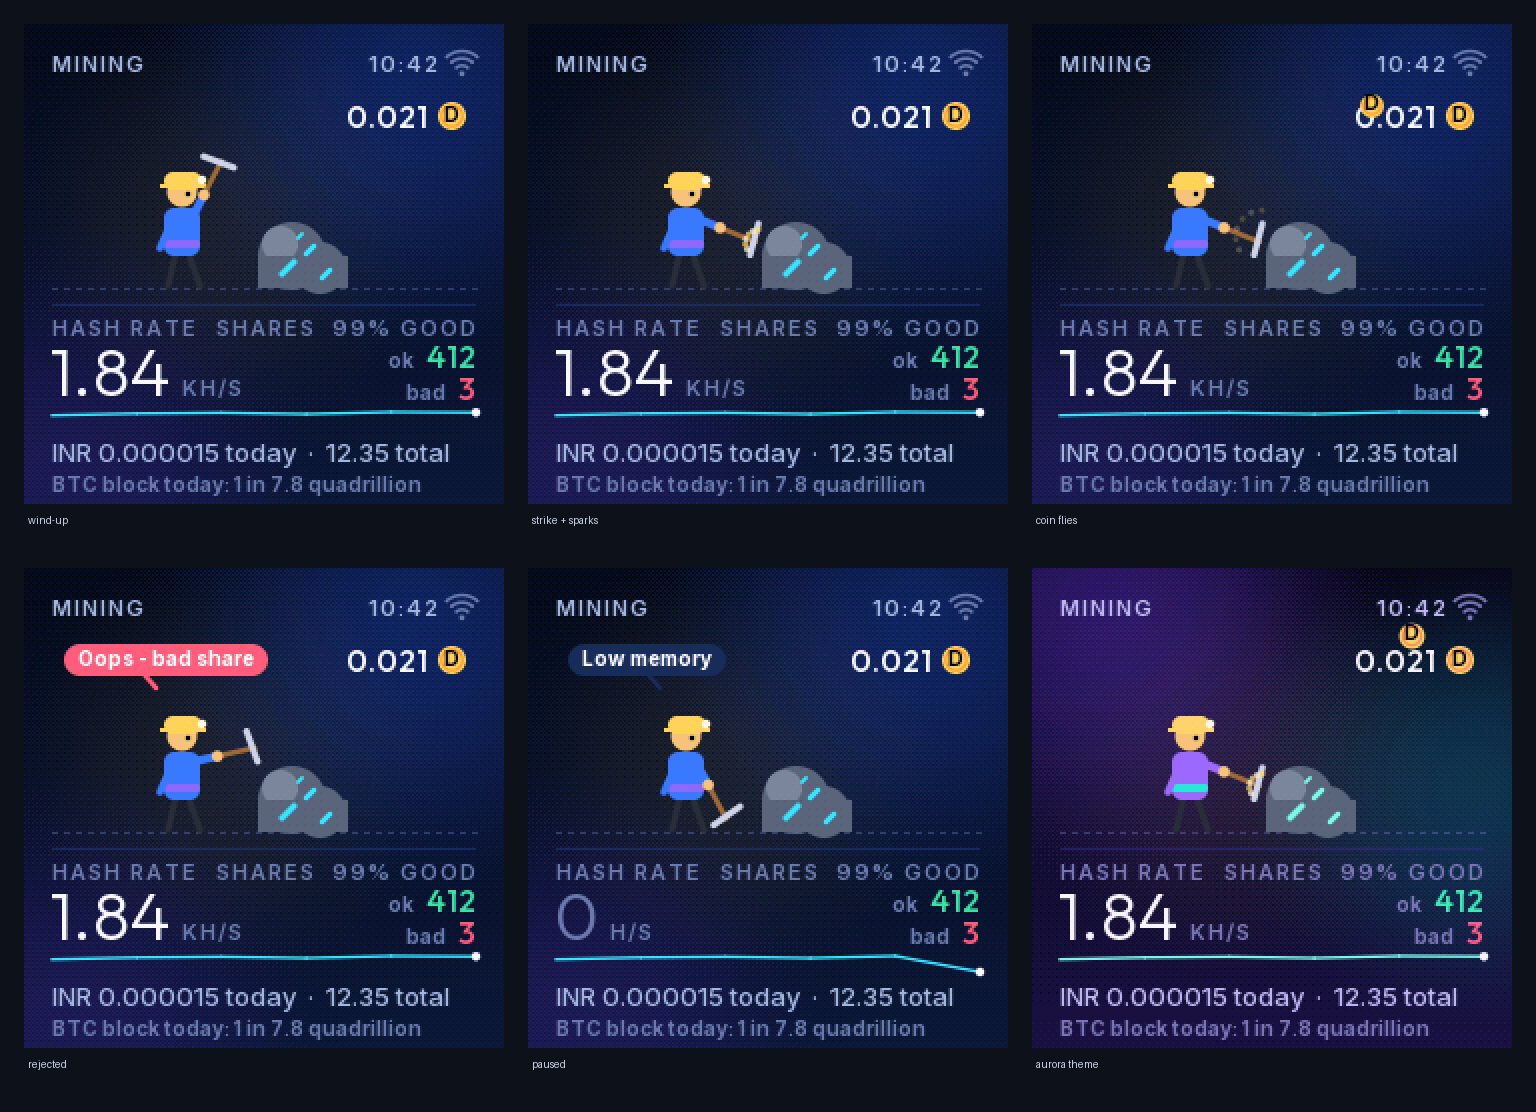 MINING 10:42
0.021 D
HASH RATE SHARES 99% GOOD
1.84 KH/S ok 412
bad 3
INR 0.000015 today · 12.35 total
BTC block today: 1 in 7.8 quadrillion
wind-up
MINING 10:42
0.021 D
HASH RATE SHARES 99% GOOD
1.84 KH/S ok 412
bad 3
INR 0.000015 today · 12.35 total
BTC block today: 1 in 7.8 quadrillion
strike + sparks
MINING 10:42
D
0.021 D
HASH RATE SHARES 99% GOOD
1.84 KH/S ok 412
bad 3
INR 0.000015 today · 12.35 total
BTC block today: 1 in 7.8 quadrillion
coin flies
MINING 10:42
Oops - bad share 0.021 D
HASH RATE SHARES 99% GOOD
1.84 KH/S ok 412
bad 3
INR 0.000015 today · 12.35 total
BTC block today: 1 in 7.8 quadrillion
rejected
MINING 10:42
Low memory 0.021 D
HASH RATE SHARES 99% GOOD
0 H/S ok 412
bad 3
INR 0.000015 today · 12.35 total
BTC block today: 1 in 7.8 quadrillion
paused
MINING 10:42
D
0.021 D
HASH RATE SHARES 99% GOOD
1.84 KH/S ok 412
bad 3
INR 0.000015 today · 12.35 total
BTC block today: 1 in 7.8 quadrillion
aurora theme